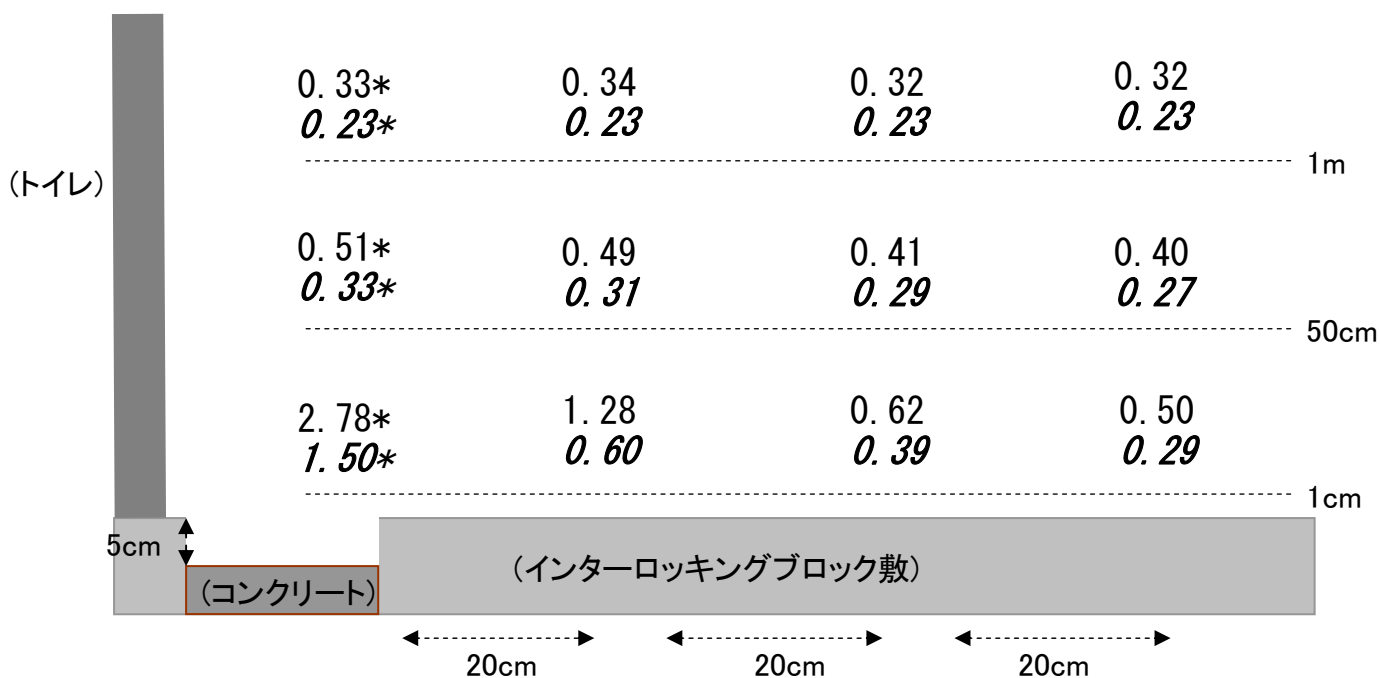 0.33* 0.34 0.32 0.32
0.23* 0.23 0.23 0.23
1m
(トイレ)
0.51* 0.49 0.41 0.40
0.33* 0.31 0.29 0.27
50cm
2.78* 1.28 0.62 0.50
1.50* 0.60 0.39 0.29
1cm
5cm
(コンクリート)
(インターロッキングブロック敷)
20cm 20cm 20cm